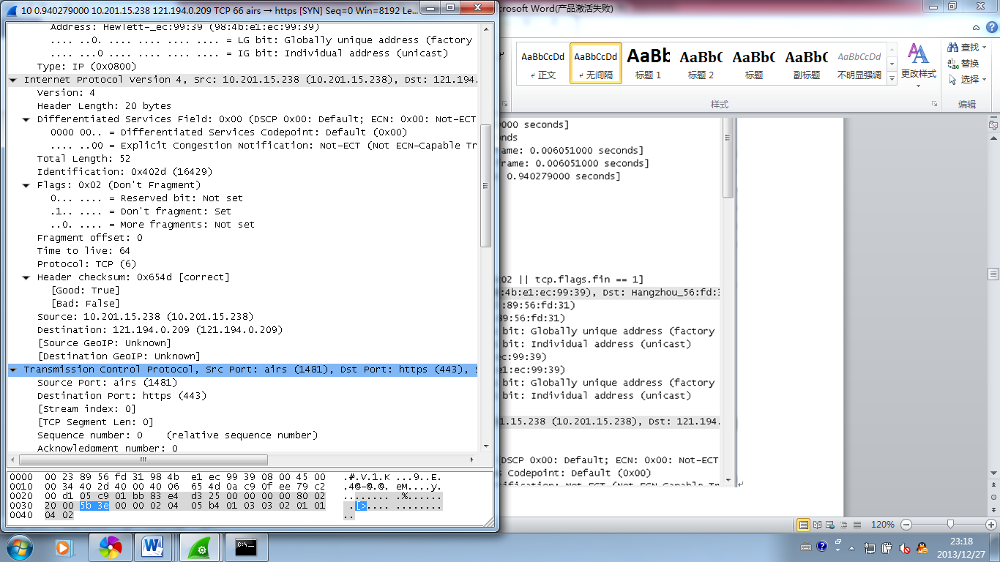 10 0.940279000 10.201.15.238 121.194.0.209 TCP 66 airs → https [SYN] Seq=0 Win=8192 Le...
Address: Hewlett-_ec:99:39 (98:4b:e1:ec:99:39)
.... ..0. .... .... .... .... = LG bit: Globally unique address (factory
.... ...0 .... .... .... .... = IG bit: Individual address (unicast)
Type: IP (0x0800)
Internet Protocol Version 4, Src: 10.201.15.238 (10.201.15.238), Dst: 121.194.
Version: 4
Header Length: 20 bytes
Differentiated Services Field: 0x00 (DSCP 0x00: Default; ECN: 0x00: Not-ECT
0000 00.. = Differentiated Services Codepoint: Default (0x00)
.... ..00 = Explicit Congestion Notification: Not-ECT (Not ECN-Capable Tr
Total Length: 52
Identification: 0x402d (16429)
Flags: 0x02 (Don't Fragment)
0... .... = Reserved bit: Not set
.1.. .... = Don't fragment: Set
..0. .... = More fragments: Not set
Fragment offset: 0
Time to live: 64
Protocol: TCP (6)
Header checksum: 0x654d [correct]
[Good: True]
[Bad: False]
Source: 10.201.15.238 (10.201.15.238)
Destination: 121.194.0.209 (121.194.0.209)
[Source GeoIP: Unknown]
[Destination GeoIP: Unknown]
Transmission Control Protocol, Src Port: airs (1481), Dst Port: https (443), S
Source Port: airs (1481)
Destination Port: https (443)
[Stream index: 0]
[TCP Segment Len: 0]
Sequence number: 0 (relative sequence number)
Acknowledgment number: 0
0000 00 23 89 56 fd 31 98 4b e1 ec 99 39 08 00 45 00 .#.V.1.K ...9..E.
0010 00 34 40 2d 40 00 40 06 65 4d 0a c9 0f ee 79 c2 .4@-@.@. eM....y.
0020 00 d1 05 c9 01 bb 83 e4 d3 25 00 00 00 00 80 02 ........ .%......
0030 20 00 5b 3e 00 00 02 04 05 b4 01 03 03 02 01 01 .[>.... ........
0040 04 02 ..
crosoft Word(产品激活失败)
AaBbCcDd AaBbCcDd AaBb AaBbC AaBbC AaBbC AaBbCcDd
正文 无间隔 标题 1 标题 2 标题 副标题 不明显强调
更改样式
查找
替换
选择
样式
编辑
0000 seconds]
onds
rame: 0.006051000 seconds]
frame: 0.006051000 seconds]
0.940279000 seconds]
02 || tcp.flags.fin == 1]
:4b:e1:ec:99:39), Dst: Hangzhou_56:fd:3
:89:56:fd:31)
89:56:fd:31)
bit: Globally unique address (factory
bit: Individual address (unicast)
ec:99:39)
e1:ec:99:39)
bit: Globally unique address (factory
bit: Individual address (unicast)
1.15.238 (10.201.15.238), Dst: 121.194.
DSCP 0x00: Default; ECN: 0x00: Not-ECT
s Codepoint: Default (0x00)
tification: Not-ECT (Not ECN-Capable Tr
120%
23:18
2013/12/27